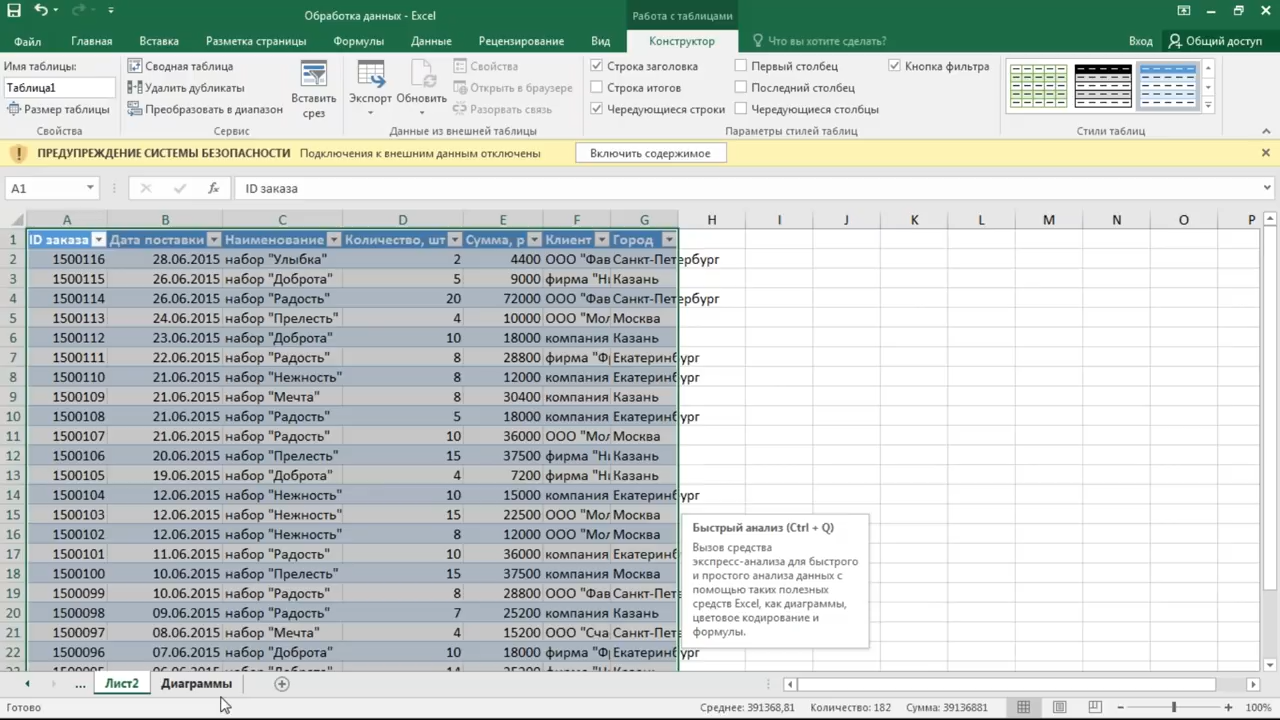 Обработка данных - Excel
Работа с таблицами
Файл Главная Вставка Разметка страницы Формулы Данные Рецензирование Вид Конструктор Что вы хотите сделать? Вход Общий доступ
Имя таблицы:
Таблица1
Размер таблицы
Свойства
Сводная таблица
Удалить дубликаты
Преобразовать в диапазон
Вставить срез
Сервис
Экспорт
Обновить
Свойства
Открыть в браузере
Разорвать связь
Данные из внешней таблицы
Строка заголовка
Строка итогов
Чередующиеся строки
Первый столбец
Последний столбец
Чередующиеся столбцы
Кнопка фильтра
Параметры стилей таблиц
Стили таблиц
ПРЕДУПРЕЖДЕНИЕ СИСТЕМЫ БЕЗОПАСНОСТИ Подключения к внешним данным отключены Включить содержимое
A1 fx ID заказа
A B C D E F G H I J K L M N O P
1 ID заказа Дата поставки Наименование Количество, шт Сумма, р Клиент Город
2 1500116 28.06.2015 набор "Улыбка" 2 4400 ООО "Фав Санкт-Петербург
3 1500115 26.06.2015 набор "Доброта" 5 9000 фирма "Ни Казань
4 1500114 26.06.2015 набор "Радость" 20 72000 ООО "Фав Санкт-Петербург
5 1500113 24.06.2015 набор "Прелесть" 4 10000 ООО "Мол Москва
6 1500112 23.06.2015 набор "Доброта" 10 18000 компания Казань
7 1500111 22.06.2015 набор "Радость" 8 28800 фирма "Ф Екатеринбург
8 1500110 21.06.2015 набор "Нежность" 8 12000 компания Екатеринбург
9 1500109 21.06.2015 набор "Мечта" 8 30400 компания Казань
10 1500108 21.06.2015 набор "Радость" 5 18000 компания Екатеринбург
11 1500107 21.06.2015 набор "Радость" 10 36000 ООО "Мол Москва
12 1500106 20.06.2015 набор "Прелесть" 15 37500 фирма "Ни Казань
13 1500105 19.06.2015 набор "Доброта" 4 7200 фирма "Ни Казань
14 1500104 12.06.2015 набор "Нежность" 10 15000 компания Екатеринбург
15 1500103 12.06.2015 набор "Нежность" 15 22500 ООО "Мол Москва
16 1500102 12.06.2015 набор "Нежность" 8 12000 ООО "Мол Москва
17 1500101 11.06.2015 набор "Радость" 10 36000 компания Екатеринбург
18 1500100 10.06.2015 набор "Прелесть" 15 37500 компания Москва
19 1500099 10.06.2015 набор "Радость" 8 28800 ООО "Фав Санкт-Пете
20 1500098 09.06.2015 набор "Радость" 7 25200 компания Казань
21 1500097 08.06.2015 набор "Мечта" 4 15200 ООО "Сча Санкт-Пете
22 1500096 07.06.2015 набор "Доброта" 10 18000 фирма "Ф Екатеринб
Быстрый анализ (Ctrl + Q)
Вызов средства
экспресс-анализа для быстрого
и простого анализа данных с
помощью таких полезных
средств Excel, как диаграммы,
цветовое кодирование и
формулы.
... Лист2 Диаграммы
Готово Среднее: 391368,81 Количество: 182 Сумма: 39136881 100%